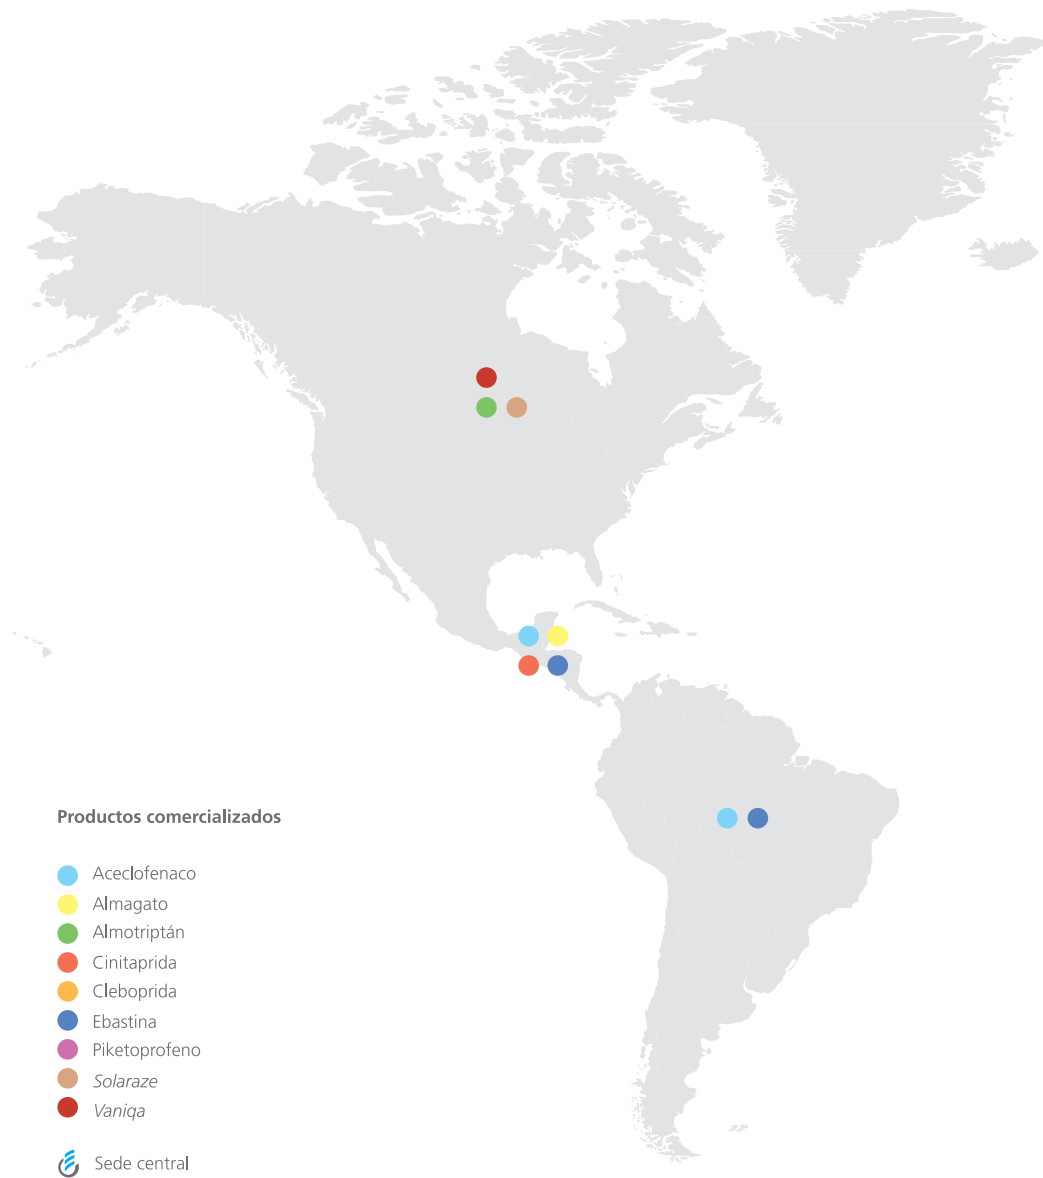 Productos comercializados
Aceclofenaco
Almagato
Almotriptán
Cinitaprida
Cleboprida
Ebastina
Piketoprofeno
Solaraze
Vaniqa
Sede central